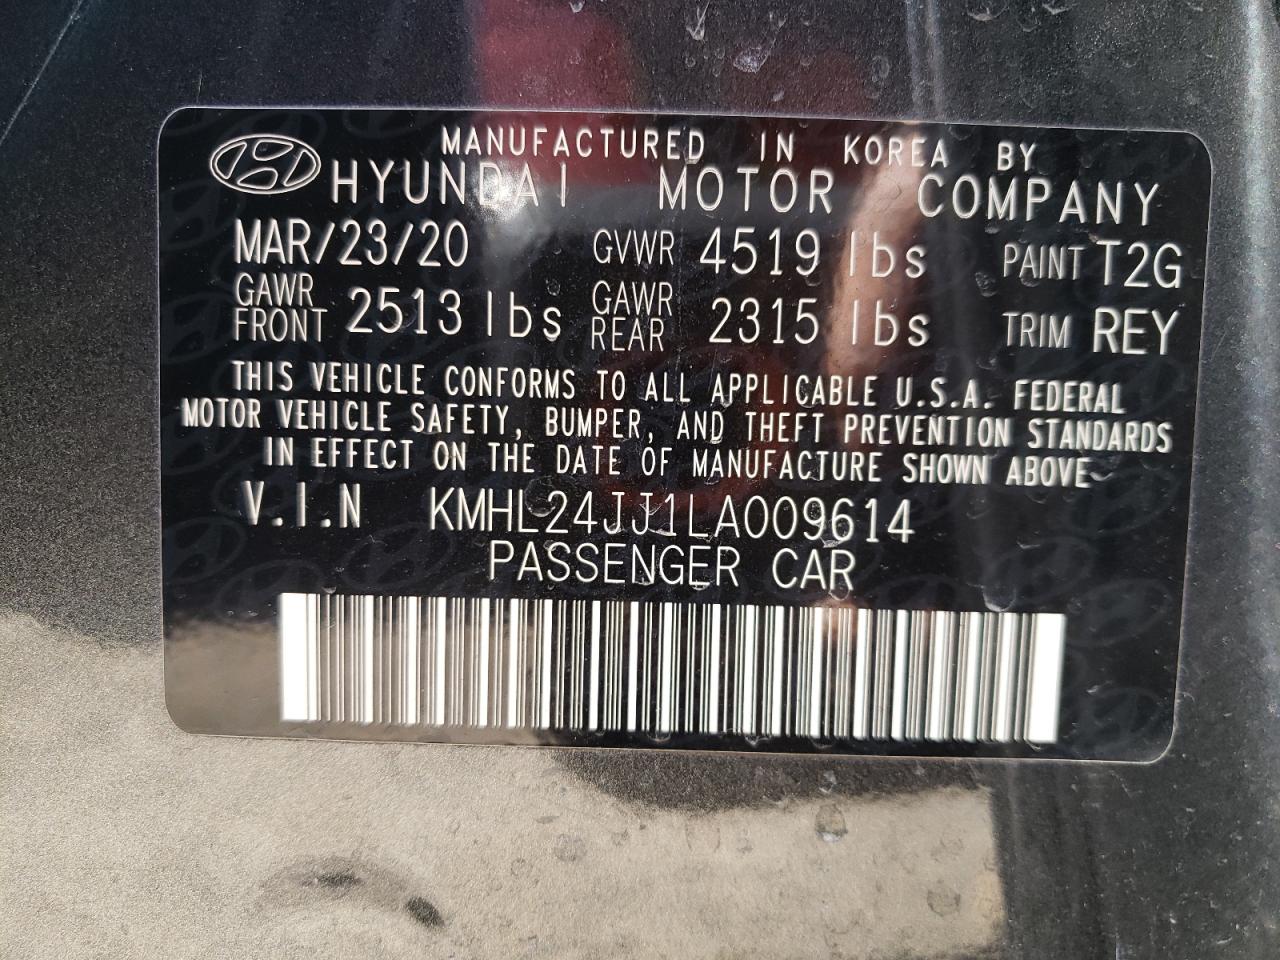 MANUFACTURED IN KOREA BY
HYUNDAI MOTOR COMPANY
MAR/23/20 GVWR 4519 lbs PAINT T2G
GAWR FRONT 2513 lbs GAWR REAR 2315 lbs TRIM REY
THIS VEHICLE CONFORMS TO ALL APPLICABLE U.S.A. FEDERAL
MOTOR VEHICLE SAFETY, BUMPER, AND THEFT PREVENTION STANDARDS
IN EFFECT ON THE DATE OF MANUFACTURE SHOWN ABOVE
V.I.N KMHL24JJ1LA009614
PASSENGER CAR